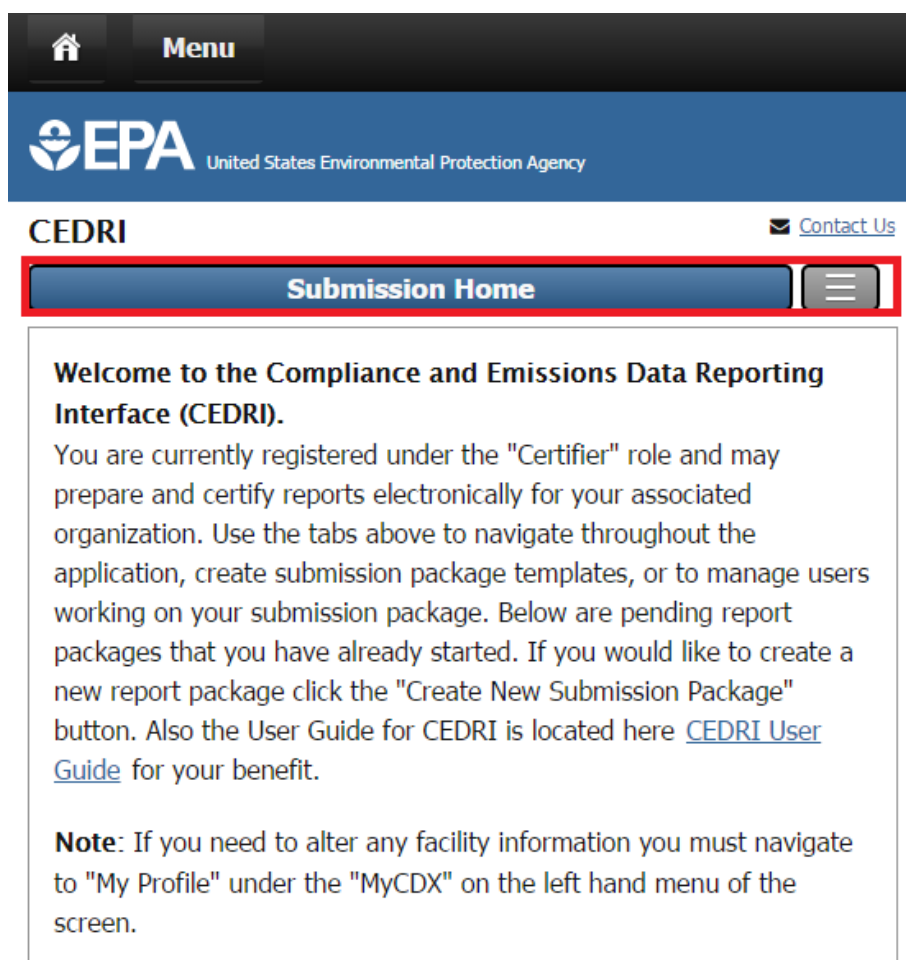 Menu
EPA United States Environmental Protection Agency
CEDRI
Contact Us
Submission Home
Welcome to the Compliance and Emissions Data Reporting
Interface (CEDRI).
You are currently registered under the "Certifier" role and may
prepare and certify reports electronically for your associated
organization. Use the tabs above to navigate throughout the
application, create submission package templates, or to manage users
working on your submission package. Below are pending report
packages that you have already started. If you would like to create a
new report package click the "Create New Submission Package"
button. Also the User Guide for CEDRI is located here CEDRI User
Guide for your benefit.
Note: If you need to alter any facility information you must navigate
to "My Profile" under the "MyCDX" on the left hand menu of the
screen.